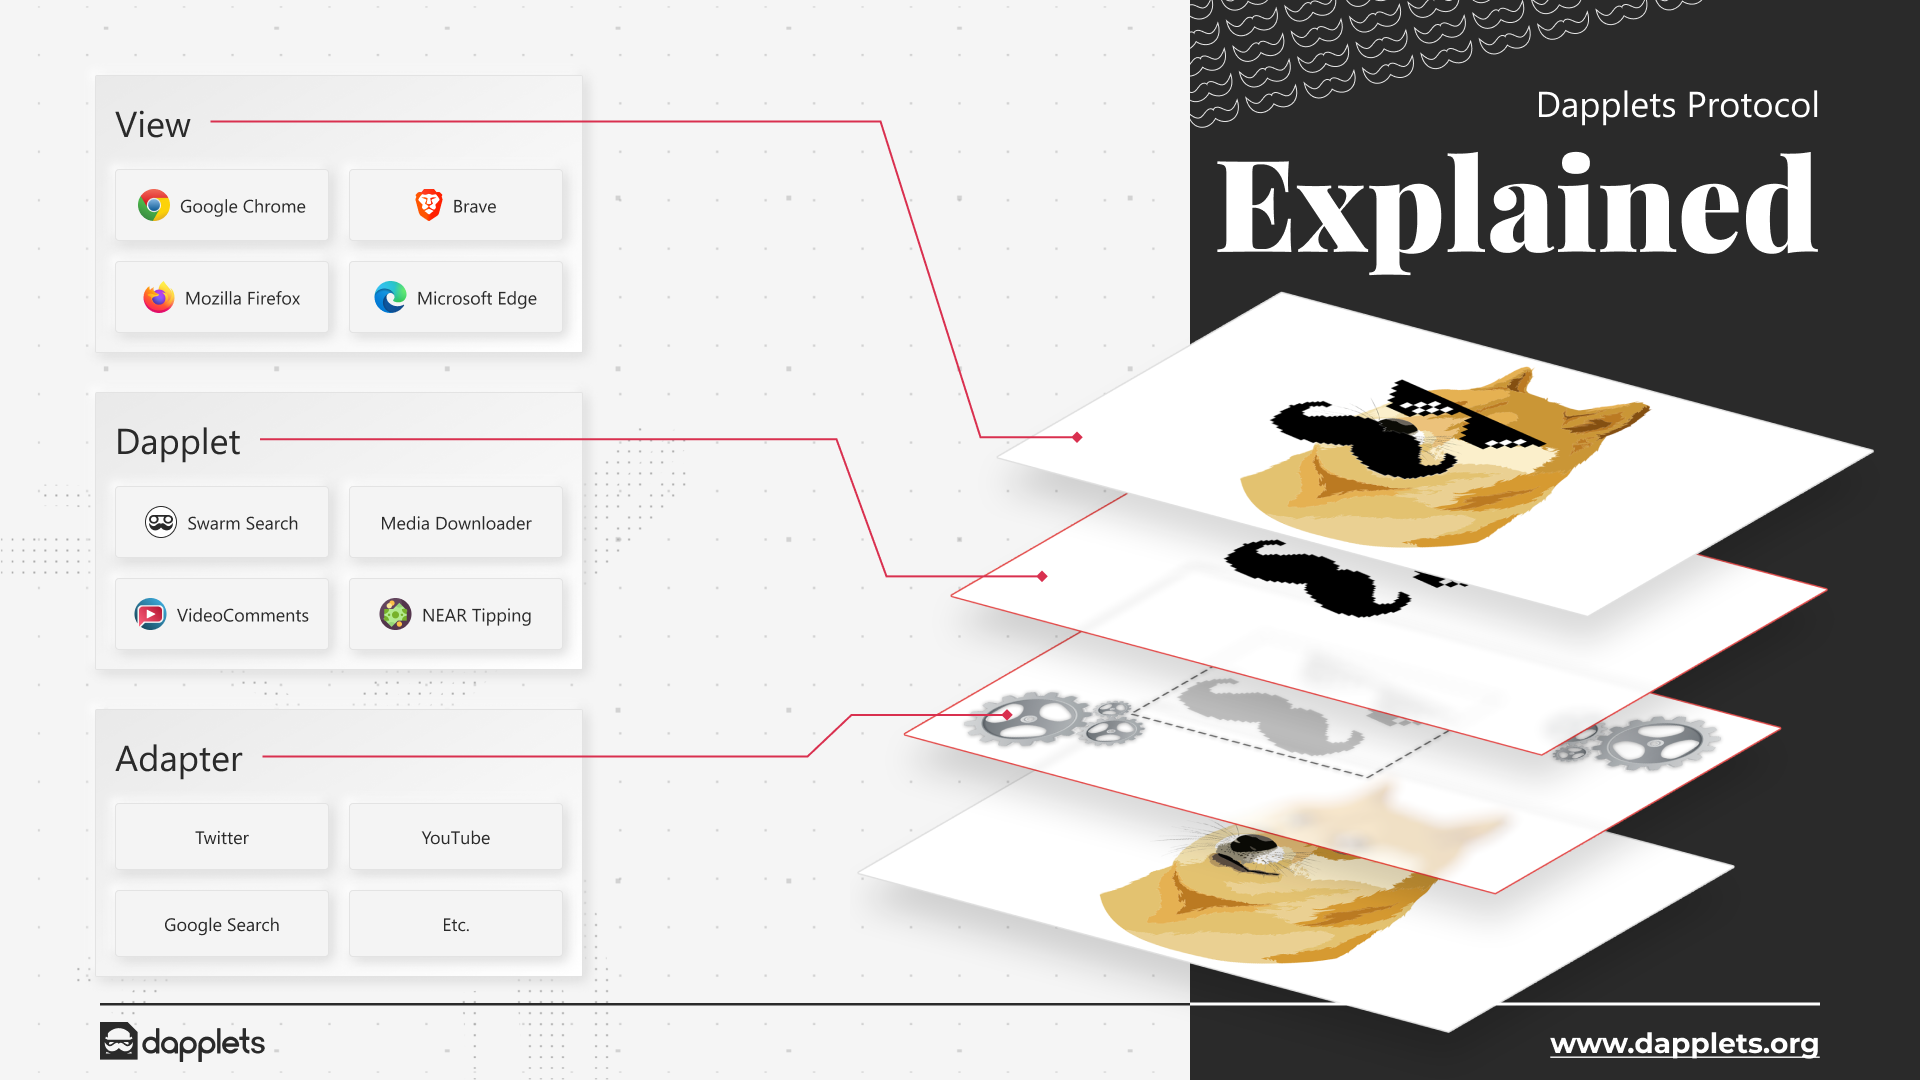 Dapplets Protocol
Explained
View
Google Chrome
Brave
Mozilla Firefox
Microsoft Edge
Dapplet
Swarm Search
Media Downloader
VideoComments
NEAR Tipping
Adapter
Twitter
YouTube
Google Search
Etc.
dapplets
www.dapplets.org